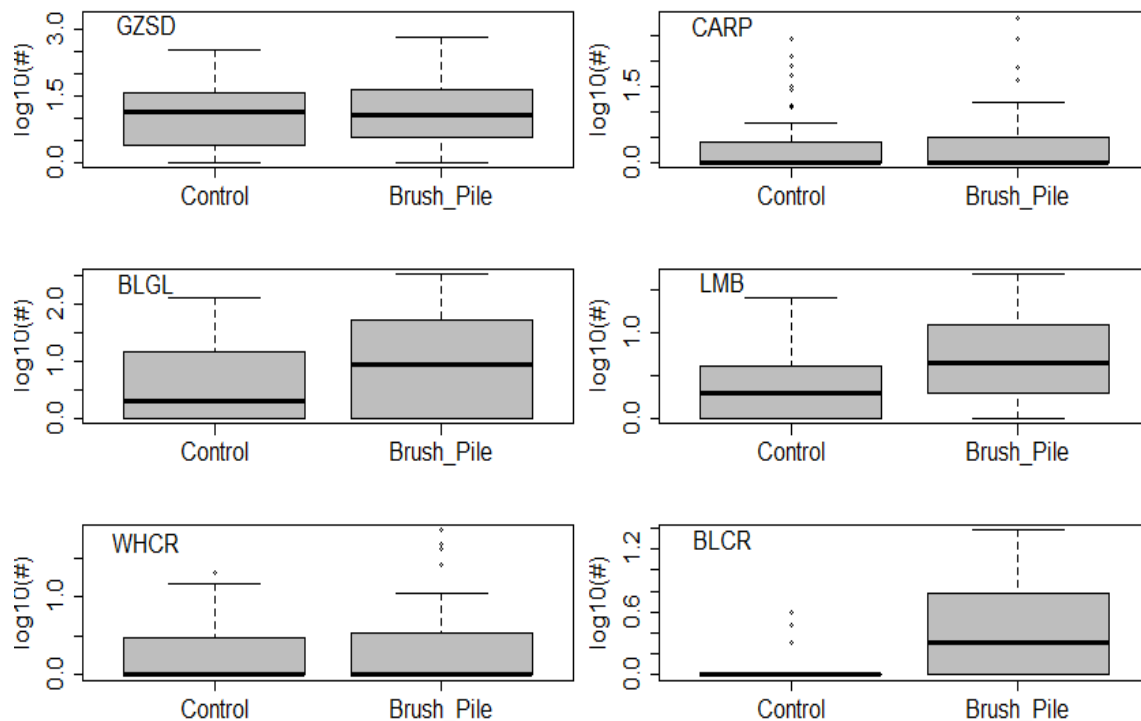 GZSD
log10(#)
3.0
1.5
0.0
Control
Brush_Pile
CARP
log10(#)
1.5
0.0
Control
Brush_Pile
BLGL
log10(#)
2.0
1.0
0.0
Control
Brush_Pile
LMB
log10(#)
1.0
0.0
Control
Brush_Pile
WHCR
log10(#)
1.0
0.0
Control
Brush_Pile
BLCR
log10(#)
1.2
0.6
0.0
Control
Brush_Pile